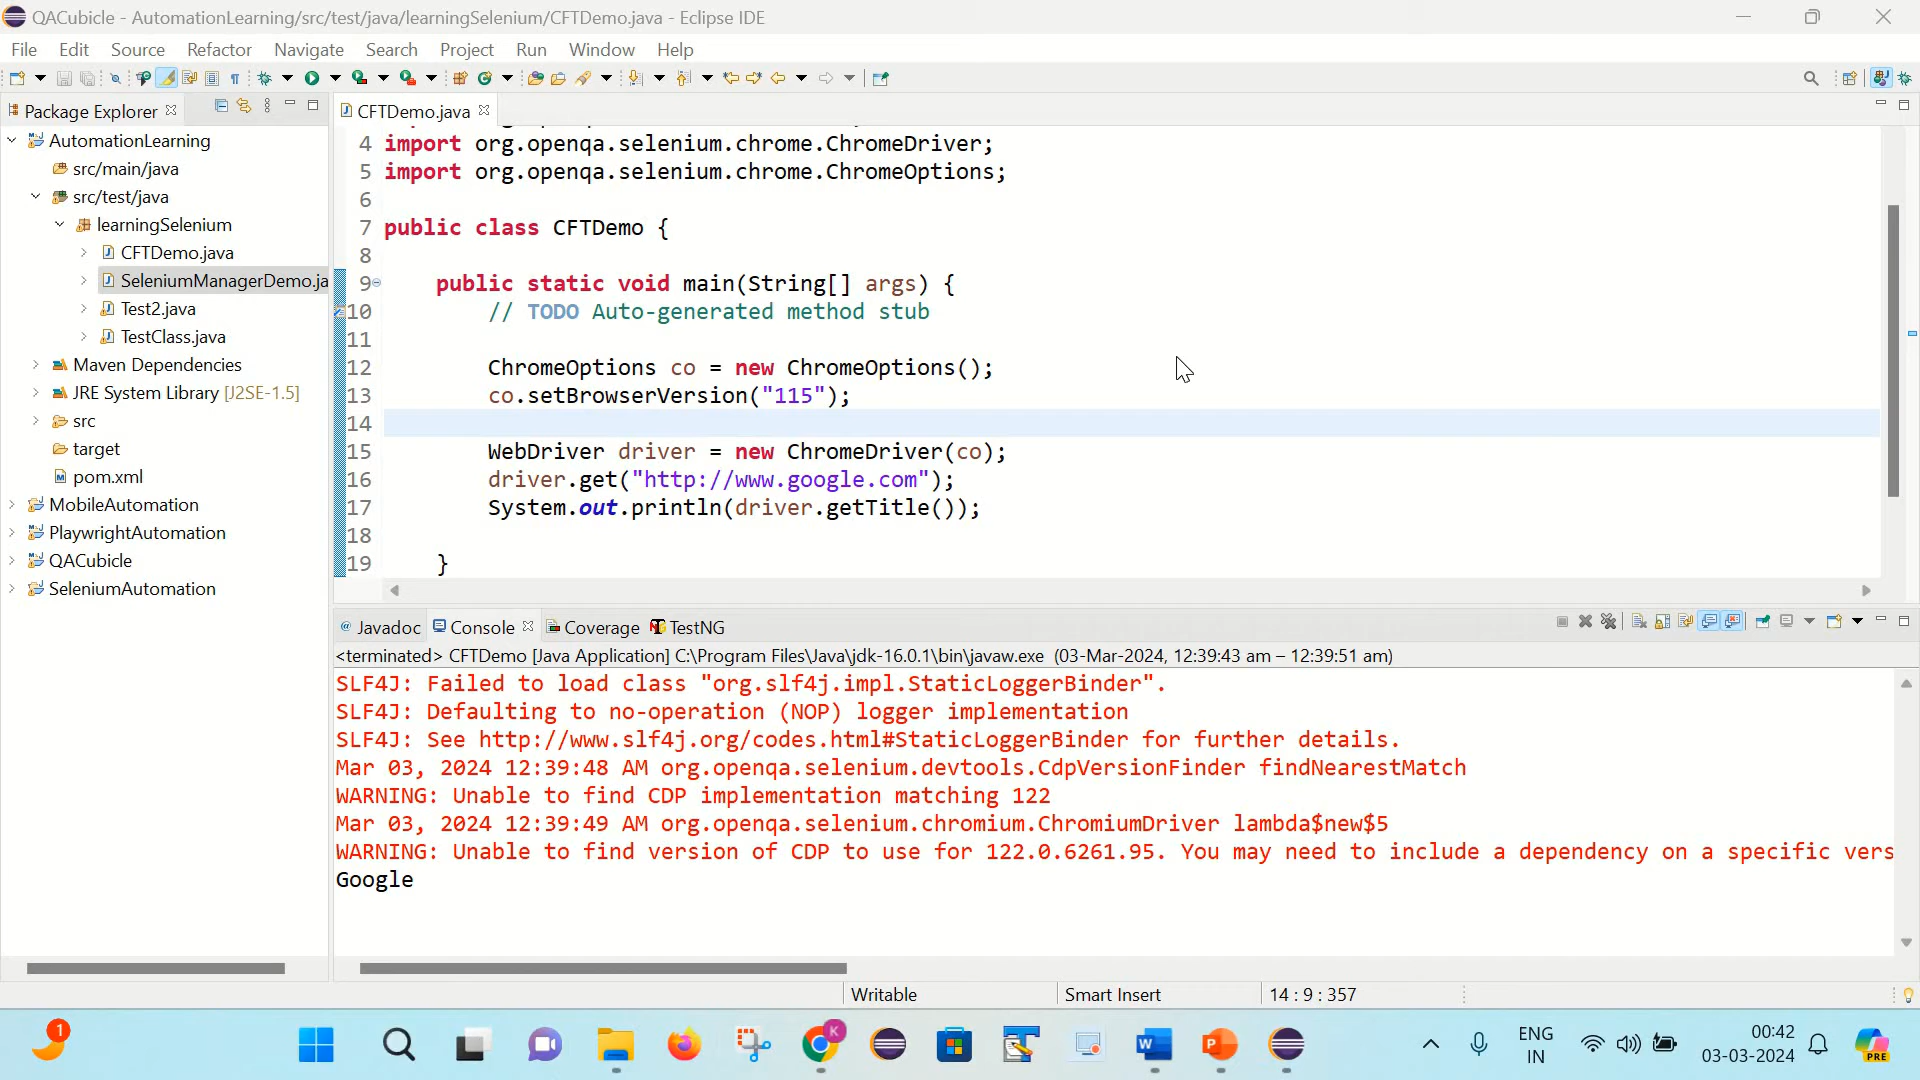 QACubicle - AutomationLearning/src/test/java/learningSelenium/CFTDemo.java - Eclipse IDE
File Edit Source Refactor Navigate Search Project Run Window Help
Package Explorer
AutomationLearning
src/main/java
src/test/java
learningSelenium
CFTDemo.java
SeleniumManagerDemo.ja
Test2.java
TestClass.java
Maven Dependencies
JRE System Library [J2SE-1.5]
src
target
pom.xml
MobileAutomation
PlaywrightAutomation
QACubicle
SeleniumAutomation
CFTDemo.java
4 import org.openqa.selenium.chrome.ChromeDriver;
5 import org.openqa.selenium.chrome.ChromeOptions;
6
7 public class CFTDemo {
8
9 public static void main(String[] args) {
10 // TODO Auto-generated method stub
11
12 ChromeOptions co = new ChromeOptions();
13 co.setBrowserVersion("115");
14
15 WebDriver driver = new ChromeDriver(co);
16 driver.get("http://www.google.com");
17 System.out.println(driver.getTitle());
18
19 }
Javadoc Console Coverage TestNG
<terminated> CFTDemo [Java Application] C:\Program Files\Java\jdk-16.0.1\bin\javaw.exe (03-Mar-2024, 12:39:43 am – 12:39:51 am)
SLF4J: Failed to load class "org.slf4j.impl.StaticLoggerBinder".
SLF4J: Defaulting to no-operation (NOP) logger implementation
SLF4J: See http://www.slf4j.org/codes.html#StaticLoggerBinder for further details.
Mar 03, 2024 12:39:48 AM org.openqa.selenium.devtools.CdpVersionFinder findNearestMatch
WARNING: Unable to find CDP implementation matching 122
Mar 03, 2024 12:39:49 AM org.openqa.selenium.chromium.ChromiumDriver lambda$new$5
WARNING: Unable to find version of CDP to use for 122.0.6261.95. You may need to include a dependency on a specific vers
Google
Writable Smart Insert 14 : 9 : 357
1
K
W
P
ENG
IN
00:42
03-03-2024
PRE